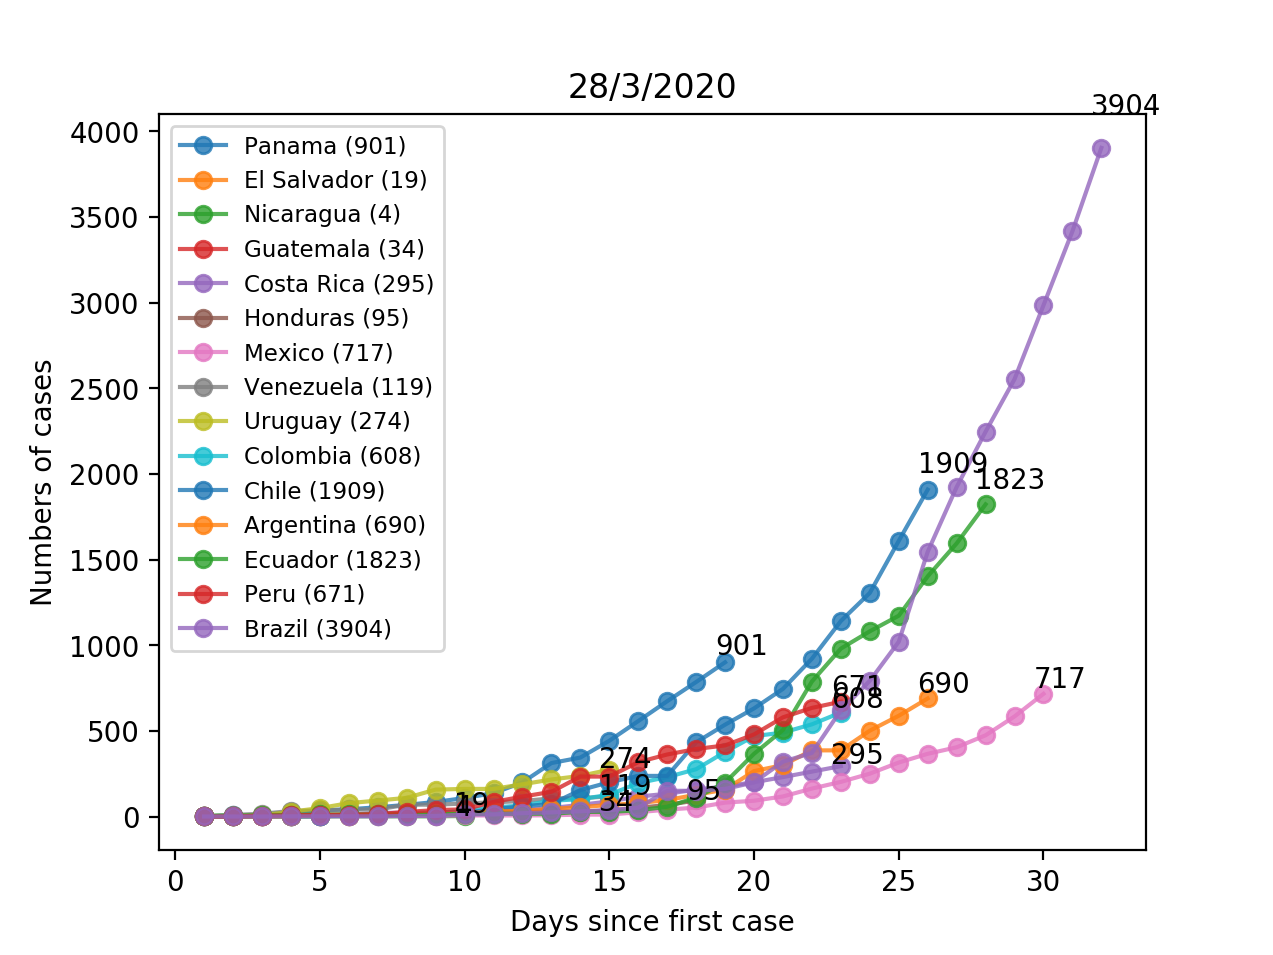 28/3/2020
3904
4000
3500
3000
2500
2000
1500
1000
500
0
Numbers of cases
Panama (901)
El Salvador (19)
Nicaragua (4)
Guatemala (34)
Costa Rica (295)
Honduras (95)
Mexico (717)
Venezuela (119)
Uruguay (274)
Colombia (608)
Chile (1909)
Argentina (690)
Ecuador (1823)
Peru (671)
Brazil (3904)
1909
1823
901
671
608
690
717
295
274
119
34
95
19
4
0 5 10 15 20 25 30
Days since first case